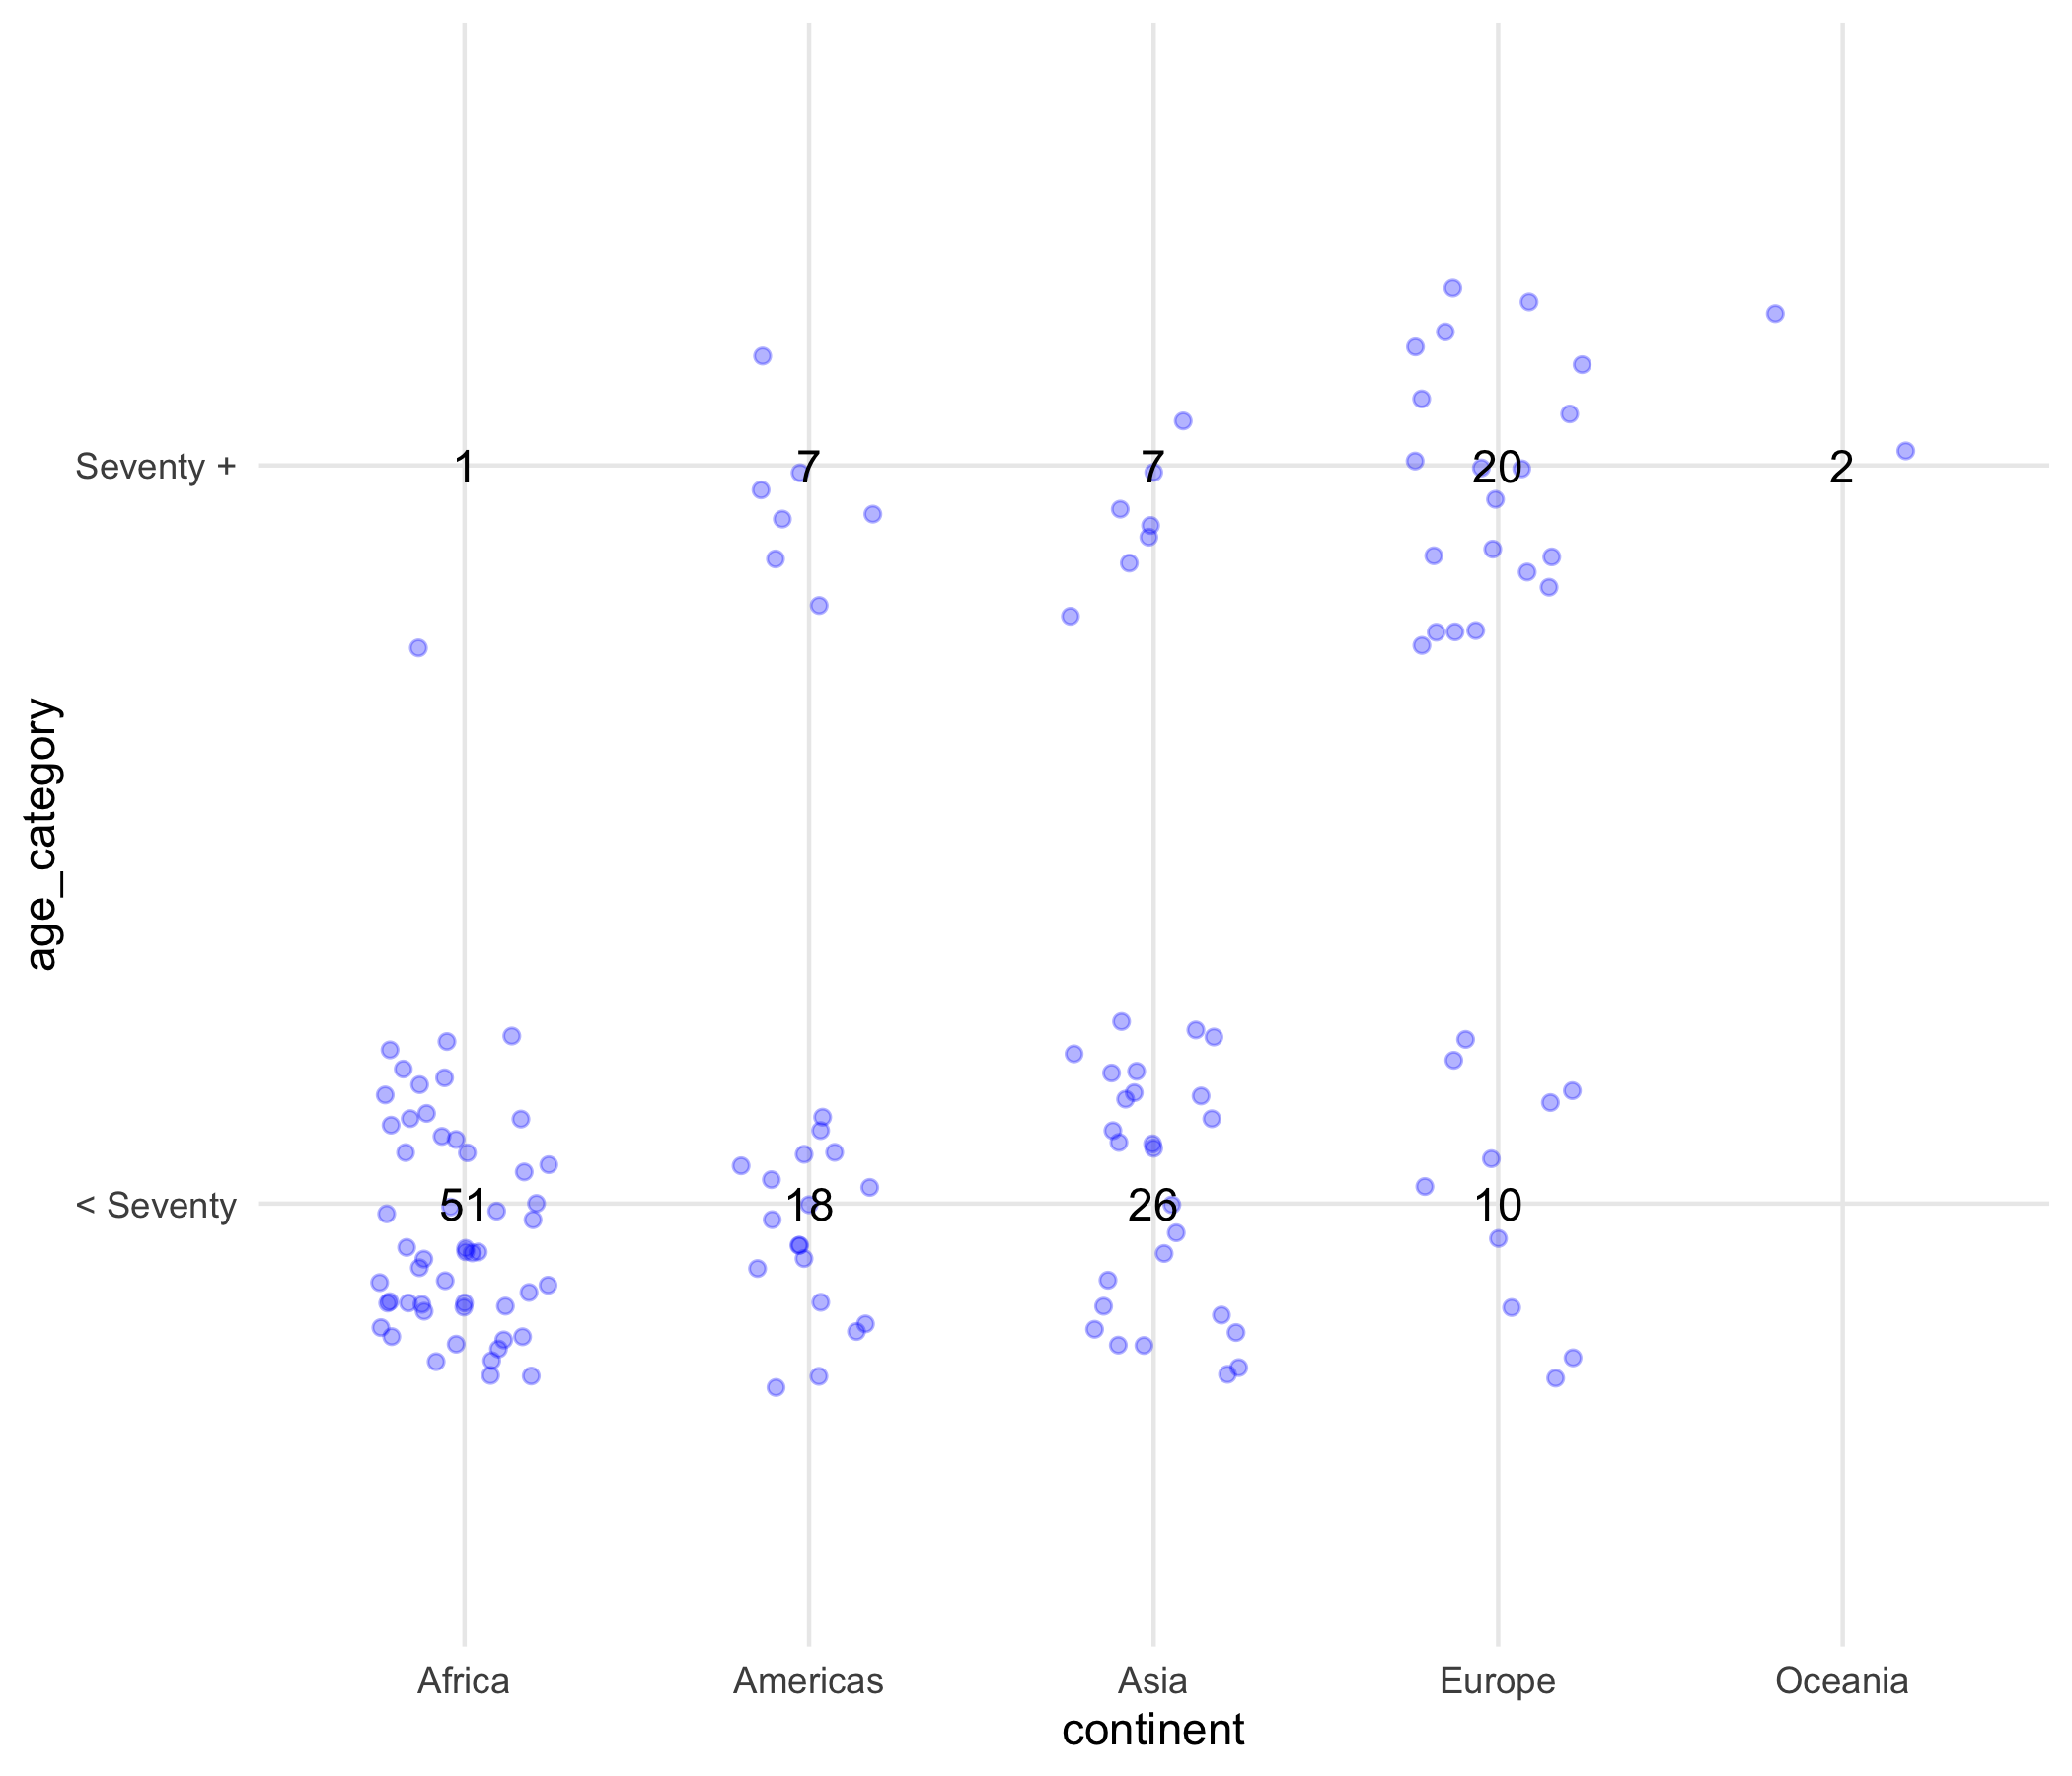 Seventy +
1
7
7
20
2
age_category
< Seventy
51
18
26
10
Africa
Americas
Asia
Europe
Oceania
continent